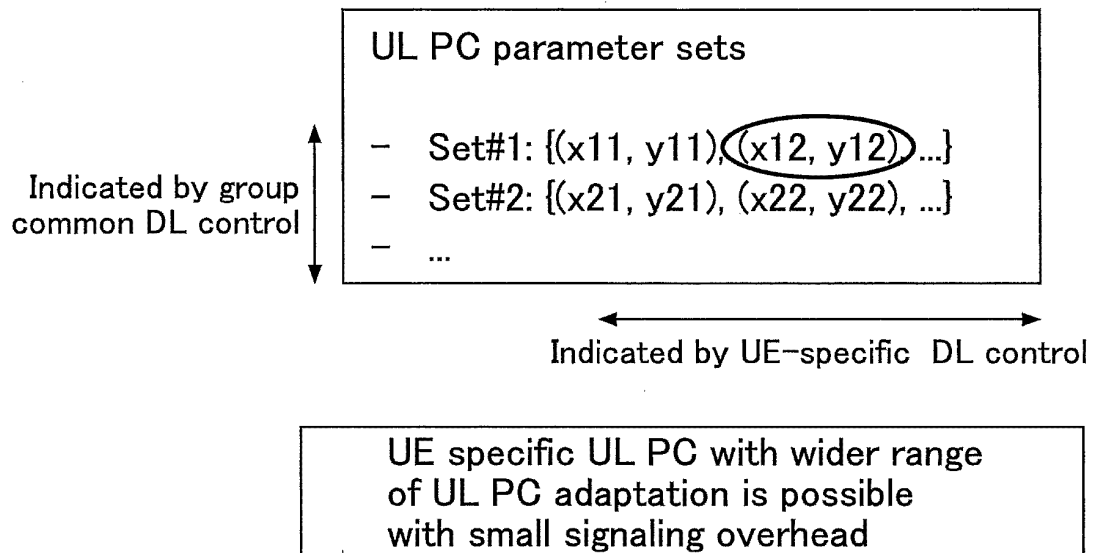 UL PC parameter sets
– Set#1: {(x11, y11), (x12, y12), ...}
– Set#2: {(x21, y21), (x22, y22), ...}
– ...
Indicated by group
common DL control
Indicated by UE-specific DL control
UE specific UL PC with wider range
of UL PC adaptation is possible
with small signaling overhead